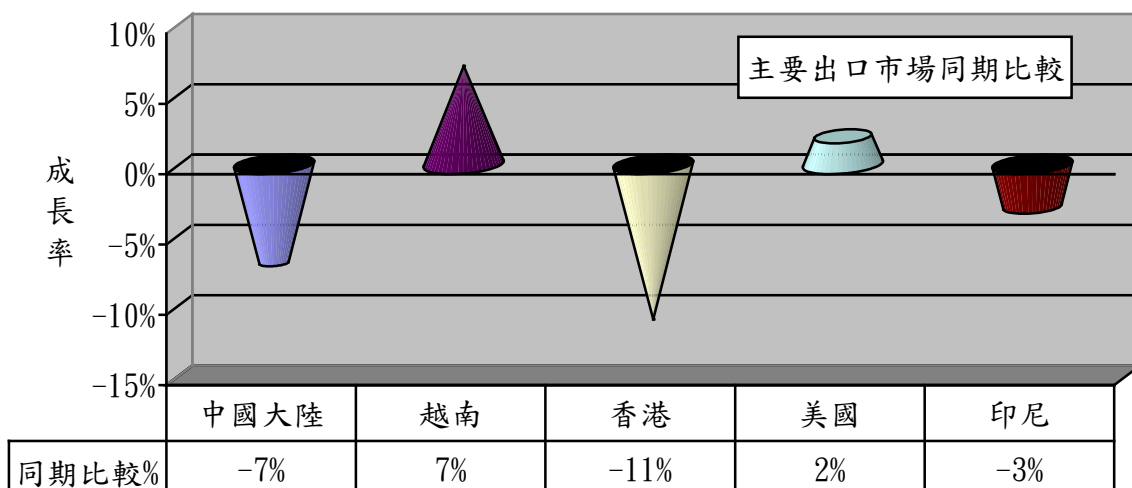 10%
主要出口市場同期比較
5%
0%
-5%
-10%
-15%
成長率
中國大陸 越南 香港 美國 印尼
同期比較% -7% 7% -11% 2% -3%